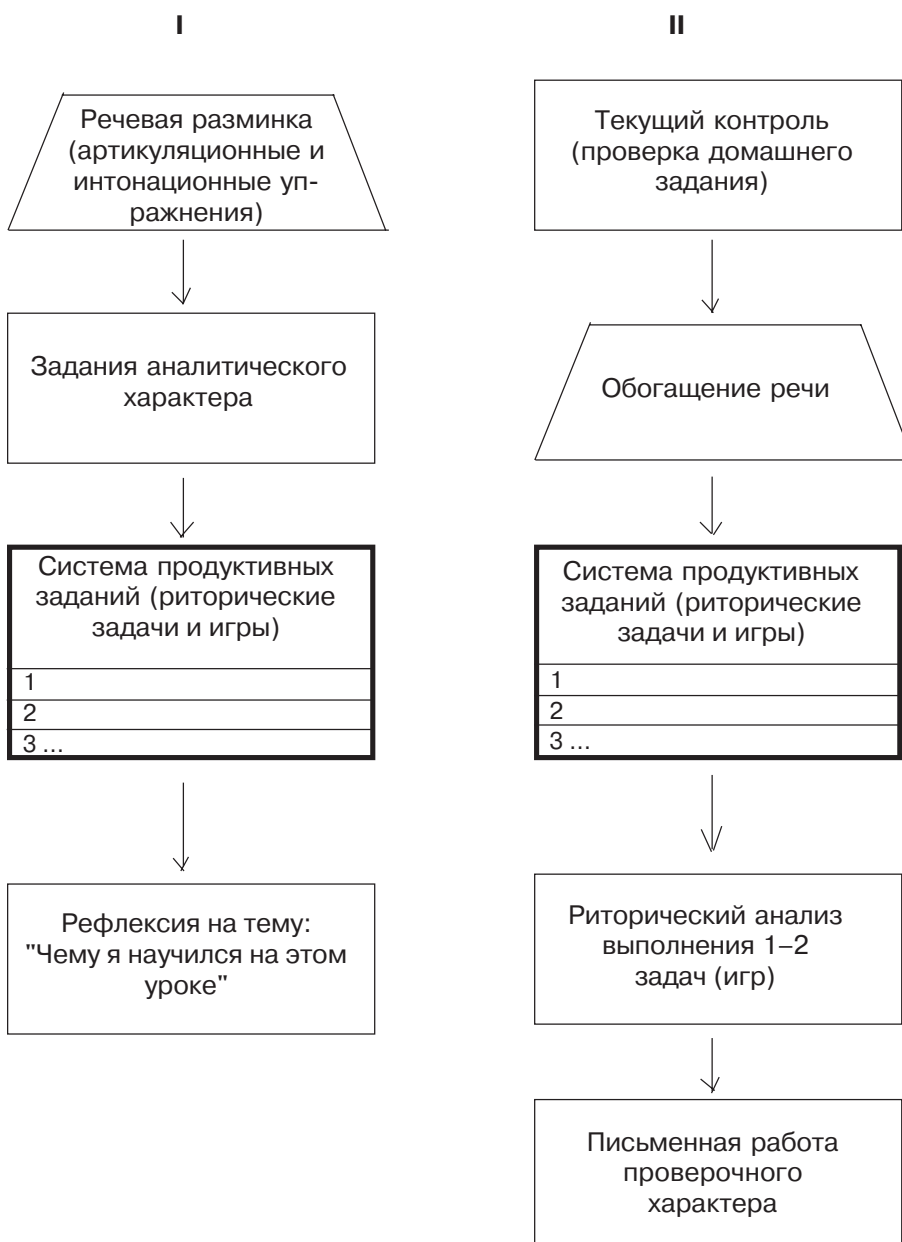 I
Речевая разминка
(артикуляционные и
интонационные уп-
ражнения)
Задания аналитического
характера
Система продуктивных
заданий (риторические
задачи и игры)
1
2
3 ...
Рефлексия на тему:
"Чему я научился на этом
уроке"
II
Текущий контроль
(проверка домашнего
задания)
Обогащение речи
Система продуктивных
заданий (риторические
задачи и игры)
1
2
3 ...
Риторический анализ
выполнения 1–2
задач (игр)
Письменная работа
проверочного
характера